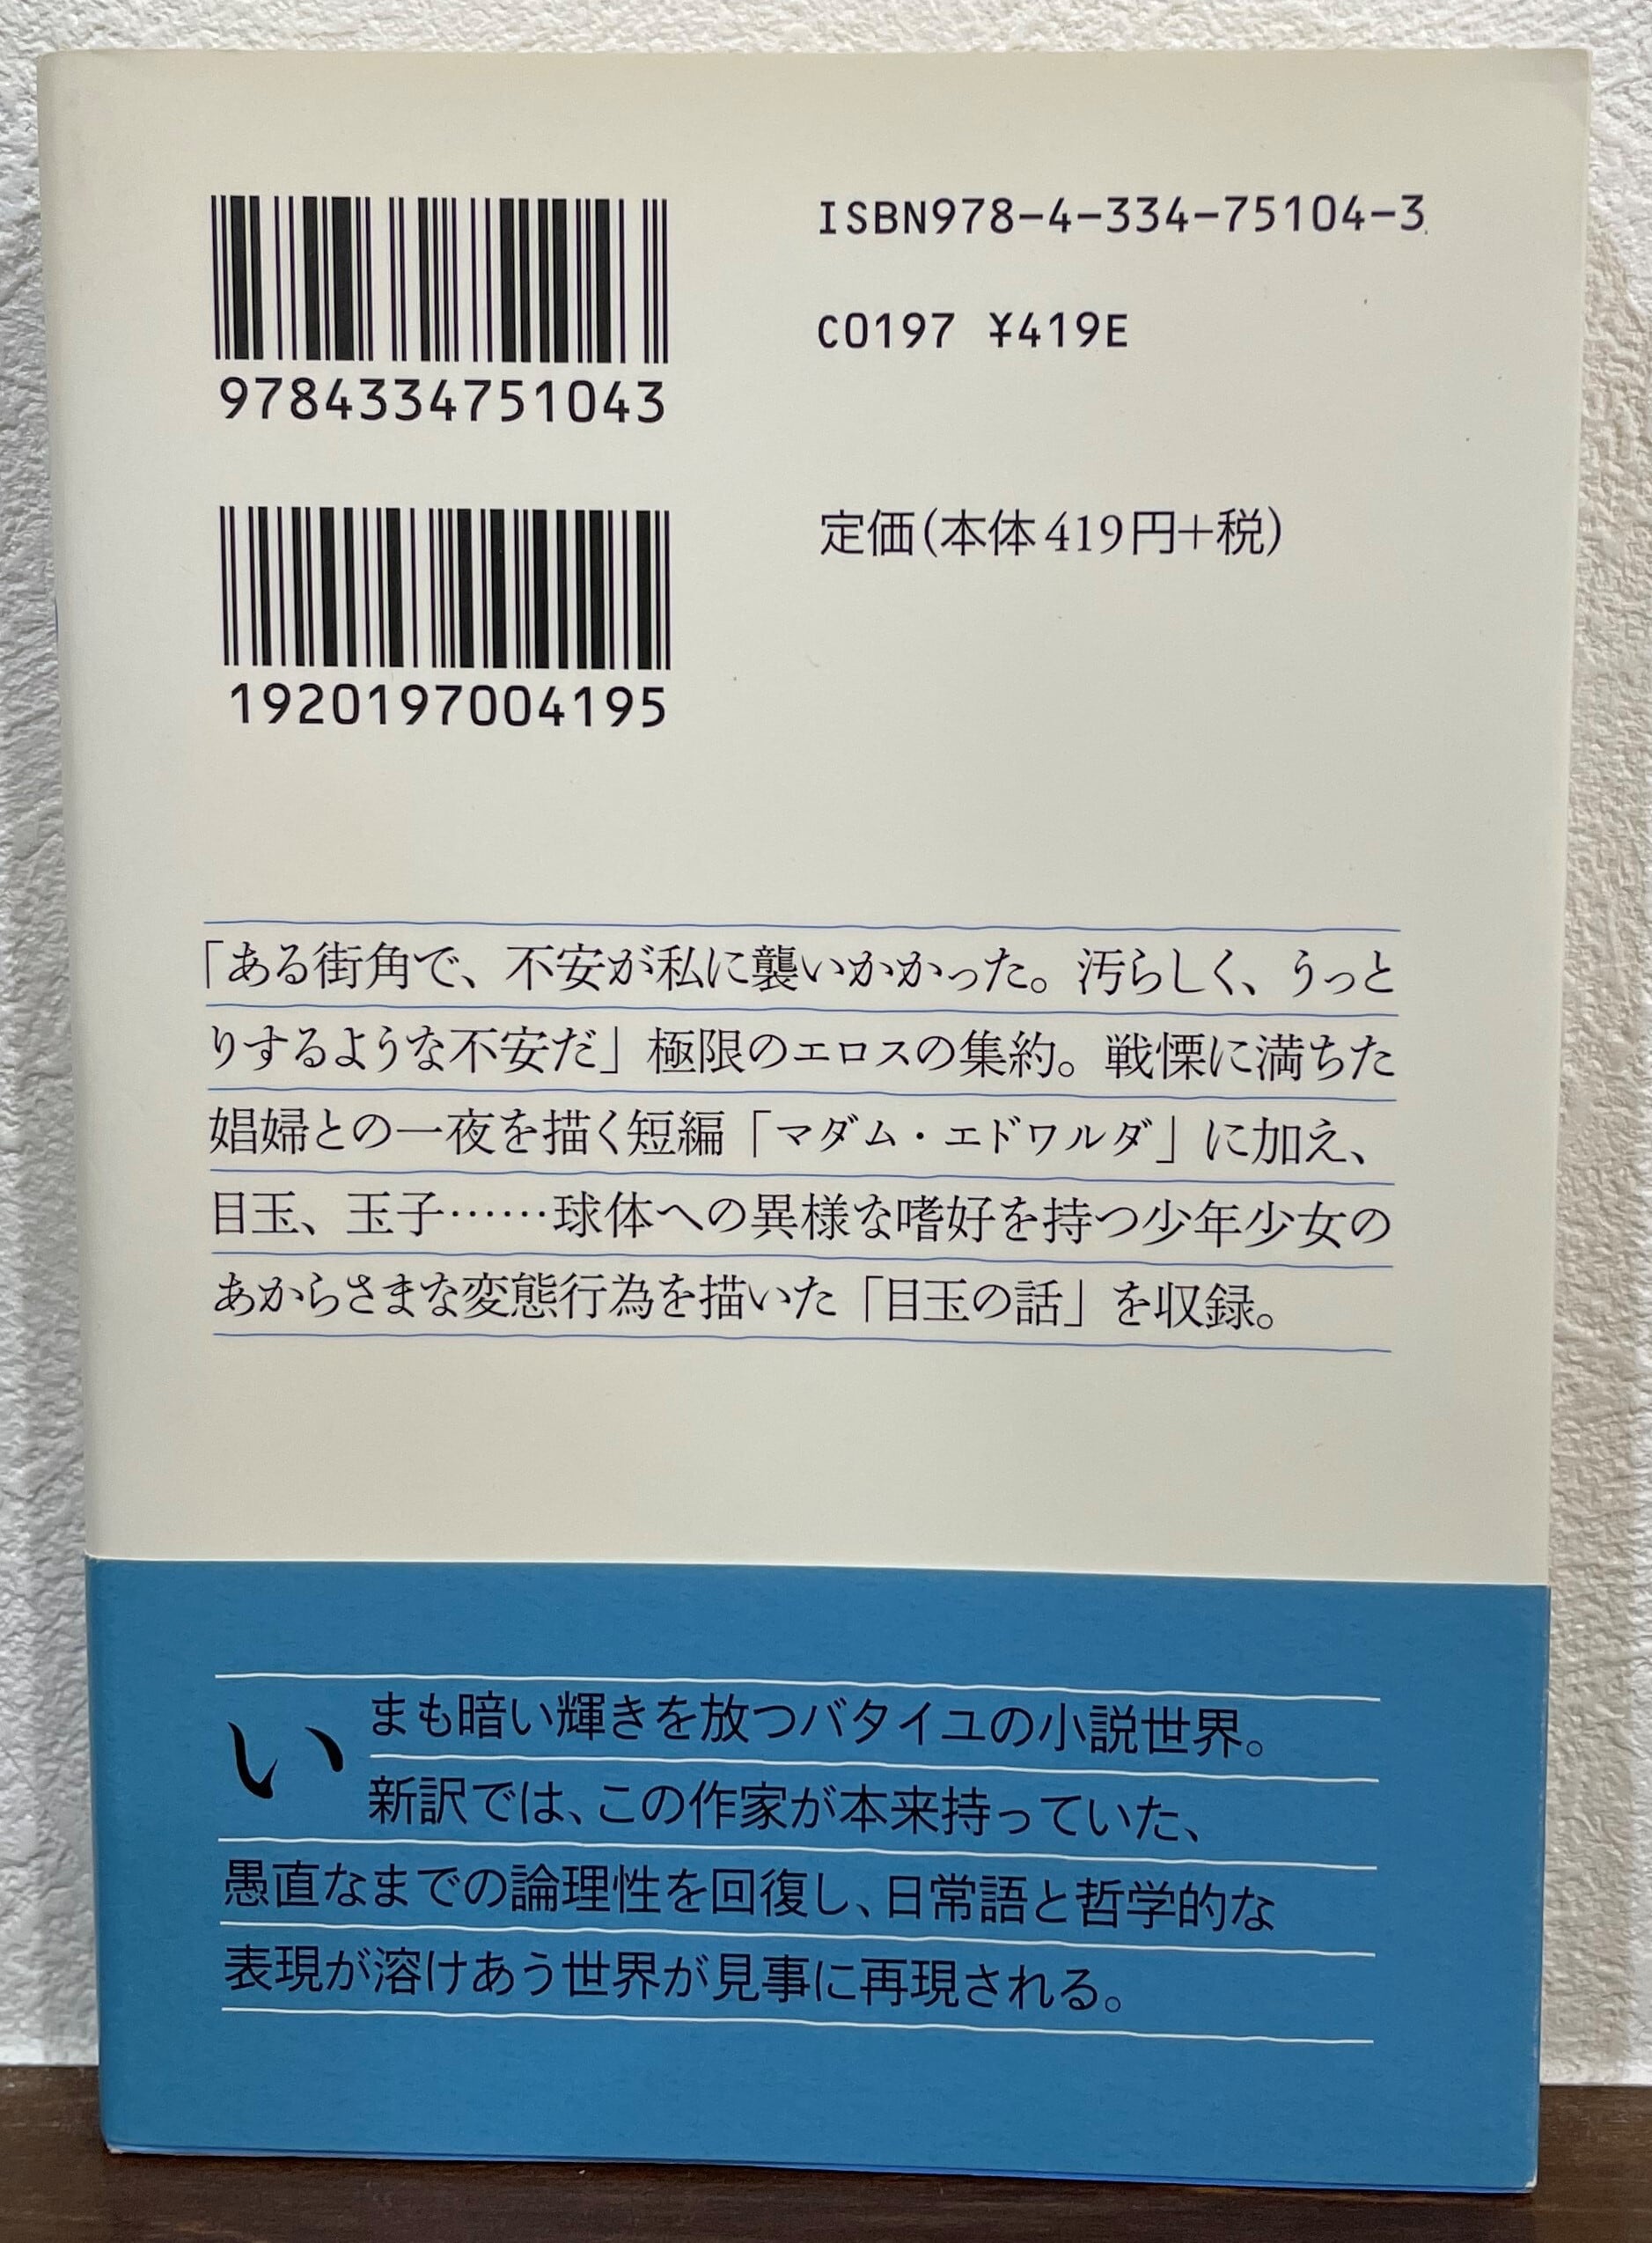 ISBN978-4-334-75104-3
C0197 ¥419E
9784334751043
定価(本体419円+税)
1920197004195
「ある街角で、不安が私に襲いかかった。汚らしく、うっと
りするような不安だ」極限のエロスの集約。戦慄に満ちた
娼婦との一夜を描く短編「マダム・エドワルダ」に加え、
目玉、玉子……球体への異様な嗜好を持つ少年少女の
あからさまな変態行為を描いた「目玉の話」を収録。
いまも暗い輝きを放つバタイユの小説世界。
新訳では、この作家が本来持っていた、
愚直なまでの論理性を回復し、日常語と哲学的な
表現が溶けあう世界が見事に再現される。